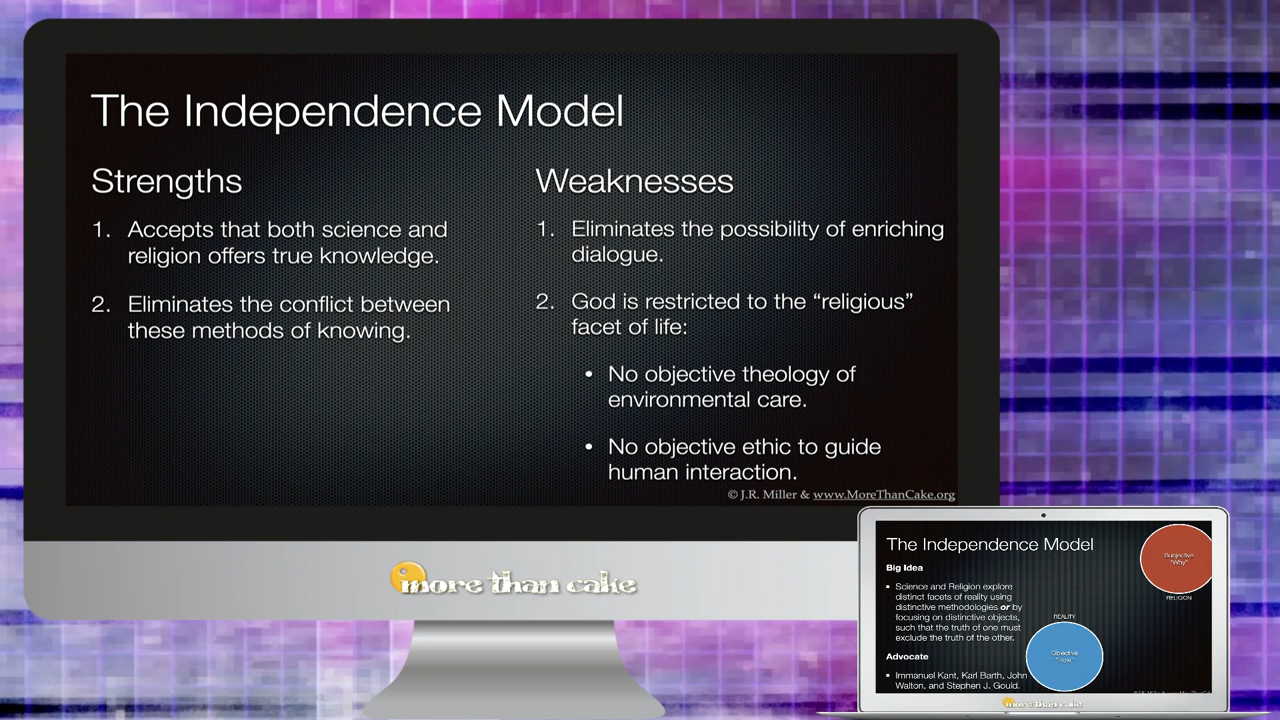 The Independence Model
Strengths
1. Accepts that both science and
religion offers true knowledge.
2. Eliminates the conflict between
these methods of knowing.
Weaknesses
1. Eliminates the possibility of enriching
dialogue.
2. God is restricted to the “religious”
facet of life:
• No objective theology of
environmental care.
• No objective ethic to guide
human interaction.
© J.R. Miller & www.MoreThanCake.org
more than cake
The Independence Model
Big Idea
▪ Science and Religion explore
distinct facets of reality using
distinctive methodologies or by
focusing on distinctive objects,
such that the truth of one must
exclude the truth of the other.
Advocate
▪ Immanuel Kant, Karl Barth, John
Walton, and Stephen J. Gould.
Subjective
"Why"
RELIGION
REALITY
Objective
"How"
more than cake